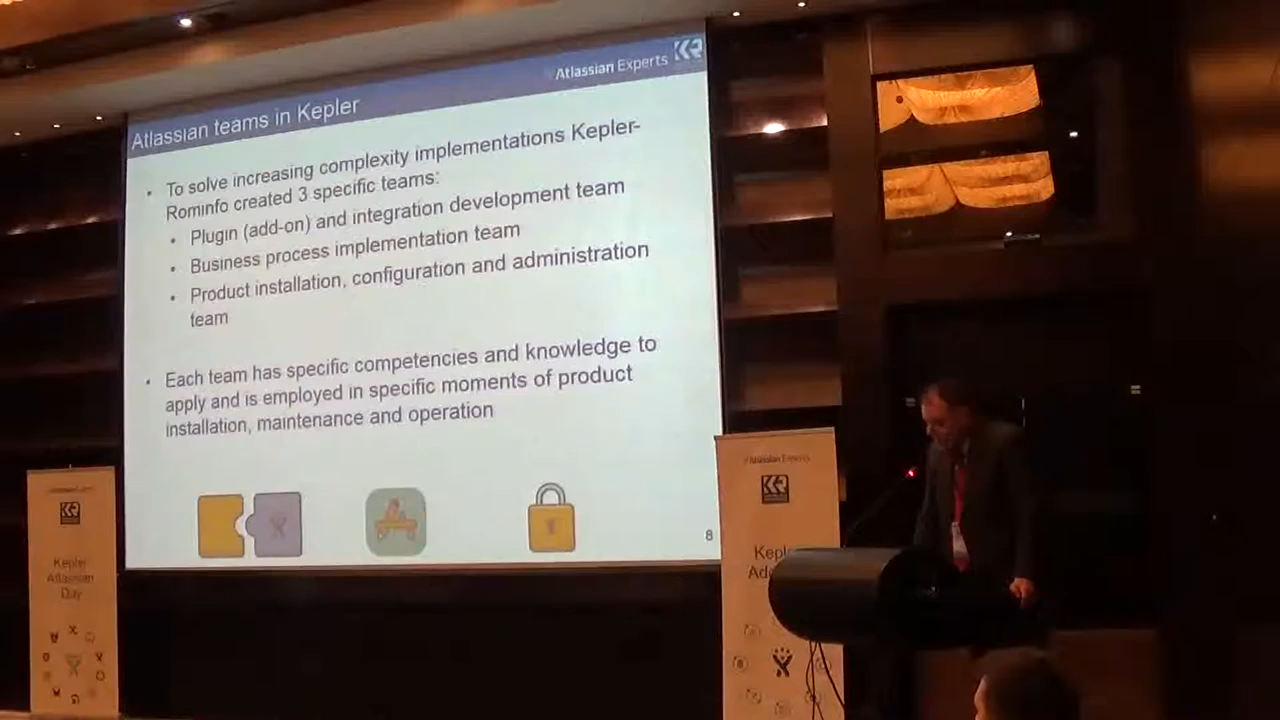 Atlassian Experts
Atlassian teams in Kepler
• To solve increasing complexity implementations Kepler-
Rominfo created 3 specific teams:
• Plugin (add-on) and integration development team
• Business process implementation team
• Product installation, configuration and administration
team
• Each team has specific competencies and knowledge to
apply and is employed in specific moments of product
installation, maintenance and operation
8
Kepler
Atlassian
Day
Atlassian Experts